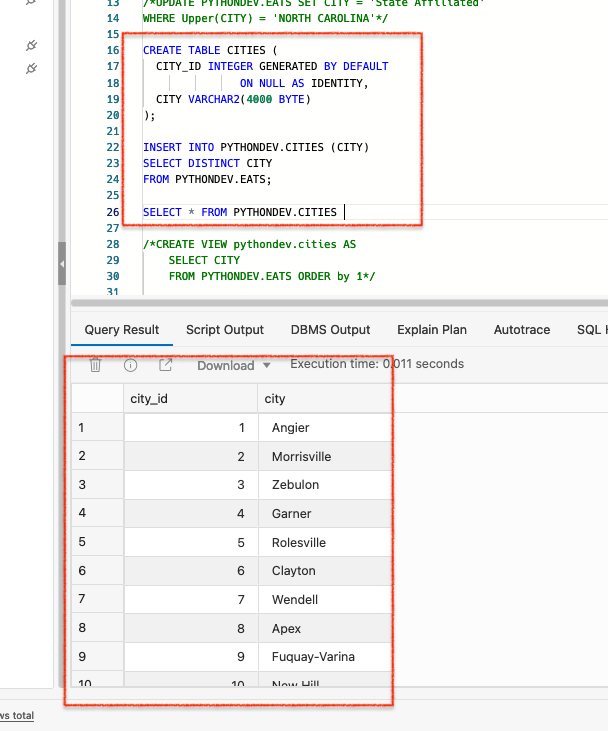 13 /*UPDATE PYTHONDEV.EATS SET CITY = 'State Affiliated'
14 WHERE Upper(CITY) = 'NORTH CAROLINA'*/
15
16 CREATE TABLE CITIES (
17 CITY_ID INTEGER GENERATED BY DEFAULT
18 ON NULL AS IDENTITY,
19 CITY VARCHAR2(4000 BYTE)
20 );
21
22 INSERT INTO PYTHONDEV.CITIES (CITY)
23 SELECT DISTINCT CITY
24 FROM PYTHONDEV.EATS;
25
26 SELECT * FROM PYTHONDEV.CITIES
27
28 /*CREATE VIEW pythondev.cities AS
29 SELECT CITY
30 FROM PYTHONDEV.EATS ORDER by 1*/
31
Query Result Script Output DBMS Output Explain Plan Autotrace SQL
Download Execution time: 0.011 seconds
city_id city
1 1 Angier
2 2 Morrisville
3 3 Zebulon
4 4 Garner
5 5 Rolesville
6 6 Clayton
7 7 Wendell
8 8 Apex
9 9 Fuquay-Varina
10 10 New Hill
ws total